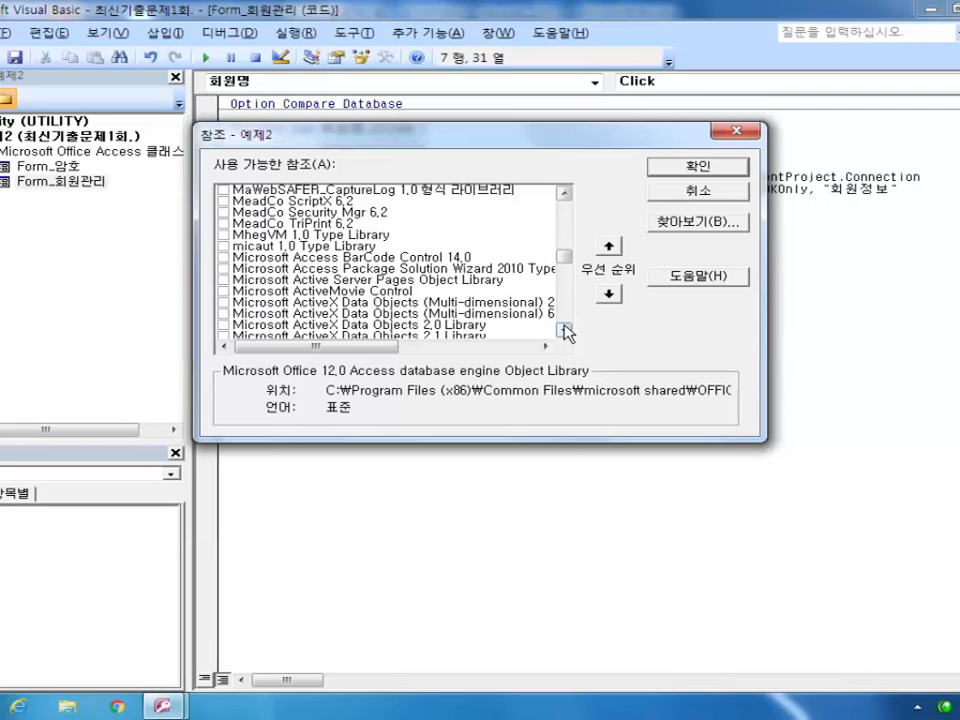 ft Visual Basic - 최신기출문제1회. - [Form_회원관리 (코드)]
(F) 편집(E) 보기(V) 삽입(I) 디버그(D) 실행(R) 도구(T) 추가 기능(A) 창(W) 도움말(H) 질문을 입력하십시오.
7 행, 31 열
예제2
회원명 Click
Option Compare Database
ity (UTILITY)
제2 (최신기출문제1회.)
Microsoft Office Access 클래스
Form_암호
Form_회원관리
entProject.Connection
OKOnly, "회원정보"
참조 - 예제2
사용 가능한 참조(A):
MaWebSAFER_CaptureLog 1,0 형식 라이브러리
MeadCo ScriptX 6,2
MeadCo Security Mgr 6,2
MeadCo TriPrint 6,2
MhegVM 1,0 Type Library
micaut 1,0 Type Library
Microsoft Access BarCode Control 14,0
Microsoft Access Package Solution Wizard 2010 Type
Microsoft Active Server Pages Object Library
Microsoft ActiveMovie Control
Microsoft ActiveX Data Objects (Multi-dimensional) 2
Microsoft ActiveX Data Objects (Multi-dimensional) 6
Microsoft ActiveX Data Objects 2,0 Library
Microsoft ActiveX Data Objects 2,1 Library
확인
취소
찾아보기(B)...
우선 순위
도움말(H)
Microsoft Office 12,0 Access database engine Object Library
위치: C:₩Program Files (x86)₩Common Files₩microsoft shared₩OFFIC
언어: 표준
항목별